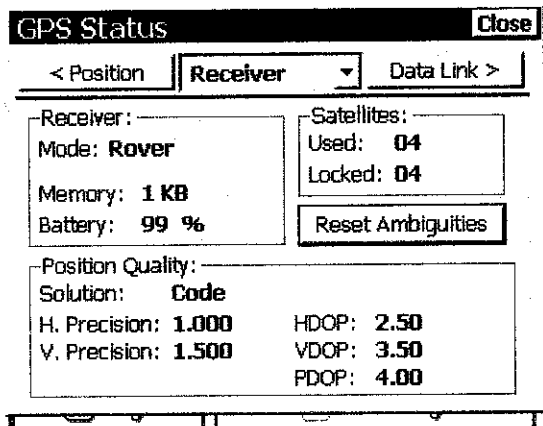 GPS Status Close
< Position Receiver Data Link >
Receiver:
Mode: Rover
Memory: 1 KB
Battery: 99 %
Satellites:
Used: 04
Locked: 04
Reset Ambiguities
Position Quality:
Solution: Code
H. Precision: 1.000 HDOP: 2.50
V. Precision: 1.500 VDOP: 3.50
PDOP: 4.00